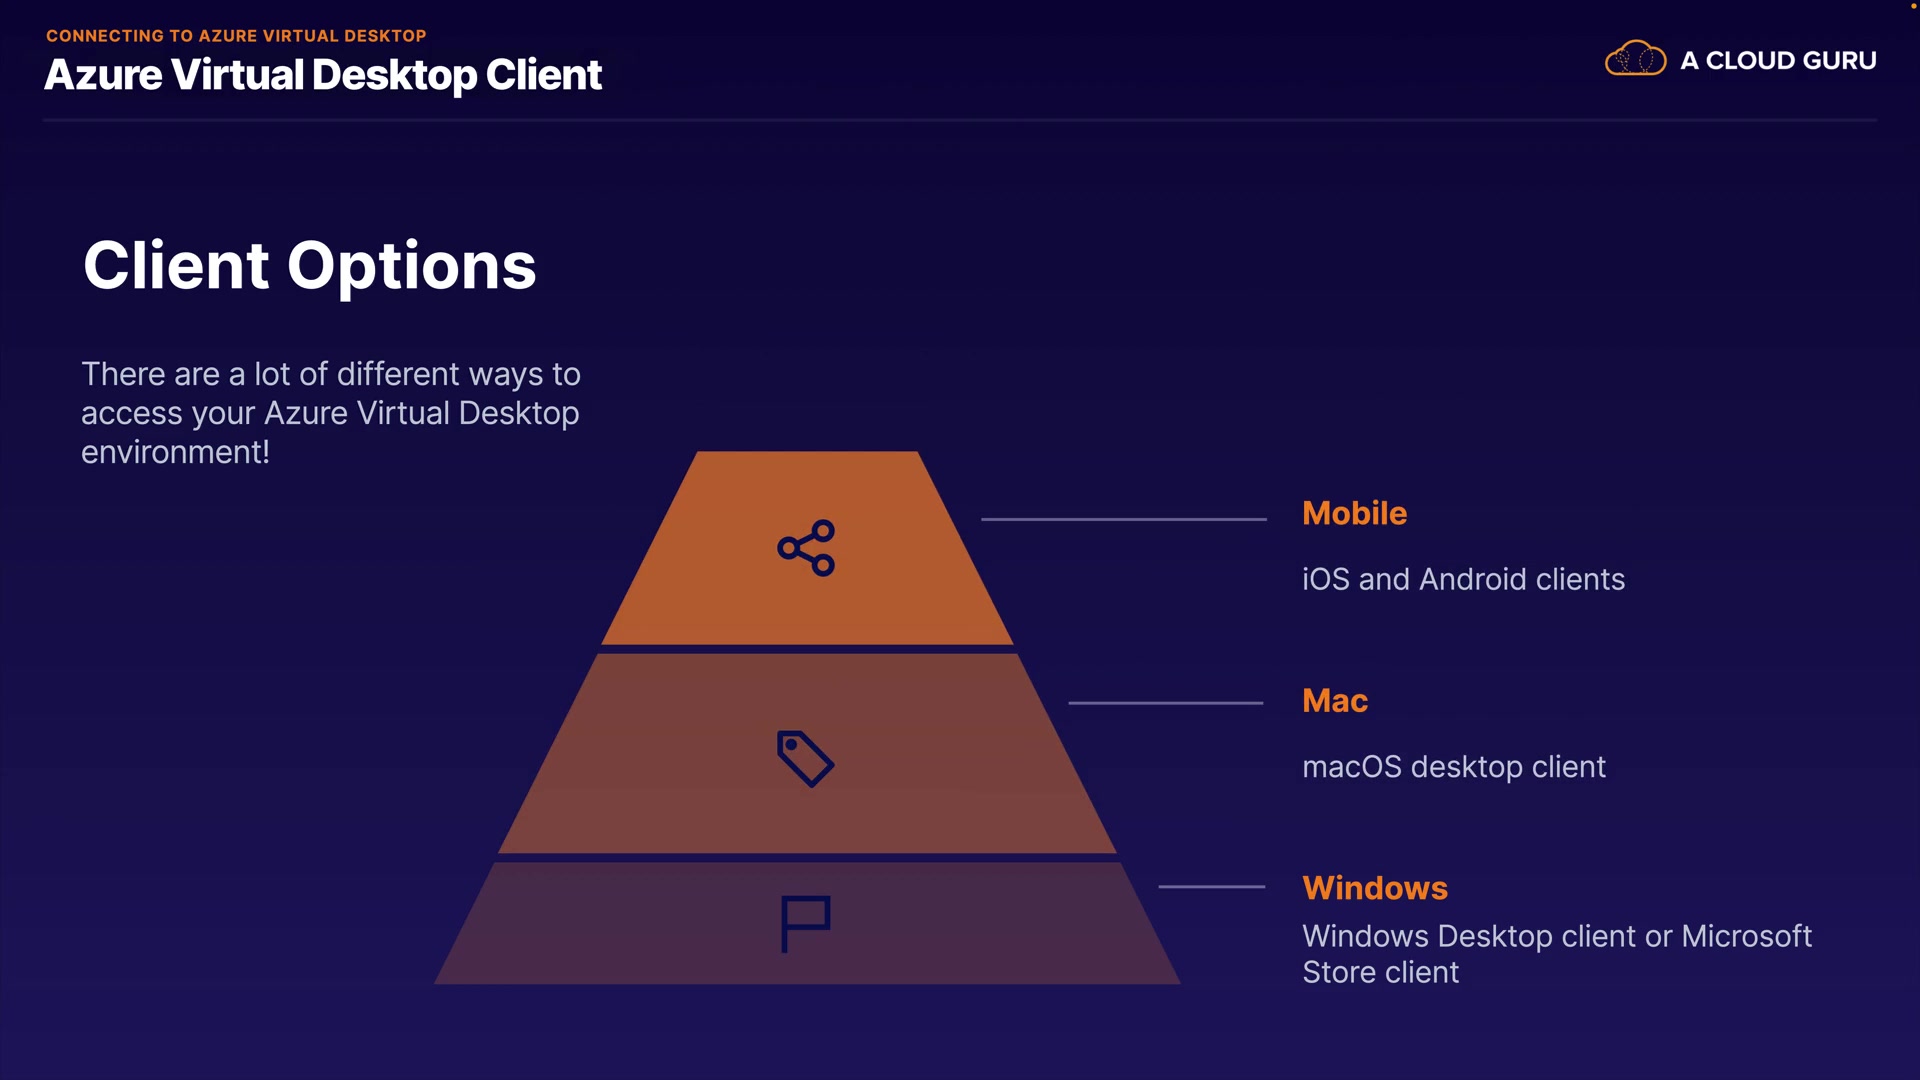 CONNECTING TO AZURE VIRTUAL DESKTOP
Azure Virtual Desktop Client
A CLOUD GURU
Client Options
There are a lot of different ways to
access your Azure Virtual Desktop
environment!
Mobile
iOS and Android clients
Mac
macOS desktop client
Windows
Windows Desktop client or Microsoft
Store client